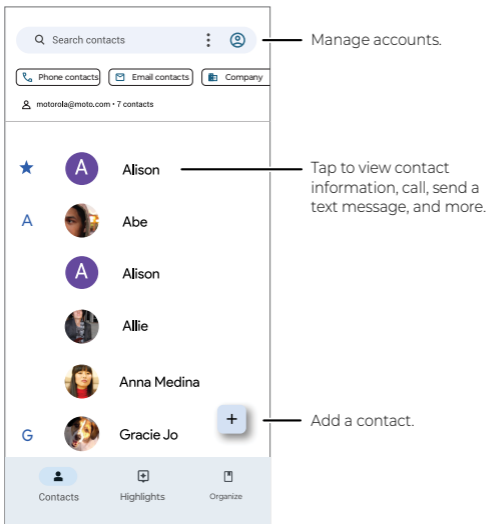 Search contacts
Manage accounts.
Phone contacts
Email contacts
Company
motorola@moto.com • 7 contacts
A
Alison
Tap to view contact
information, call, send a
text message, and more.
A
Abe
A
Alison
Allie
Anna Medina
G
Gracie Jo
+
Add a contact.
Contacts
Highlights
Organize